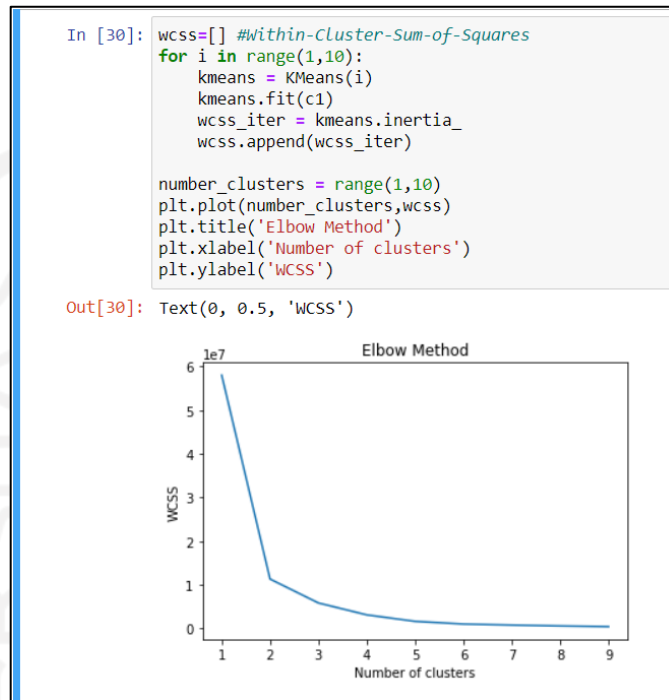 In [30]: wcss=[] #Within-Cluster-Sum-of-Squares
for i in range(1,10):
    kmeans = KMeans(i)
    kmeans.fit(c1)
    wcss_iter = kmeans.inertia_
    wcss.append(wcss_iter)

number_clusters = range(1,10)
plt.plot(number_clusters,wcss)
plt.title('Elbow Method')
plt.xlabel('Number of clusters')
plt.ylabel('WCSS')
Out[30]: Text(0, 0.5, 'WCSS')
1e7 Elbow Method
6
5
4
3
2
1
0
WCSS
1 2 3 4 5 6 7 8 9
Number of clusters